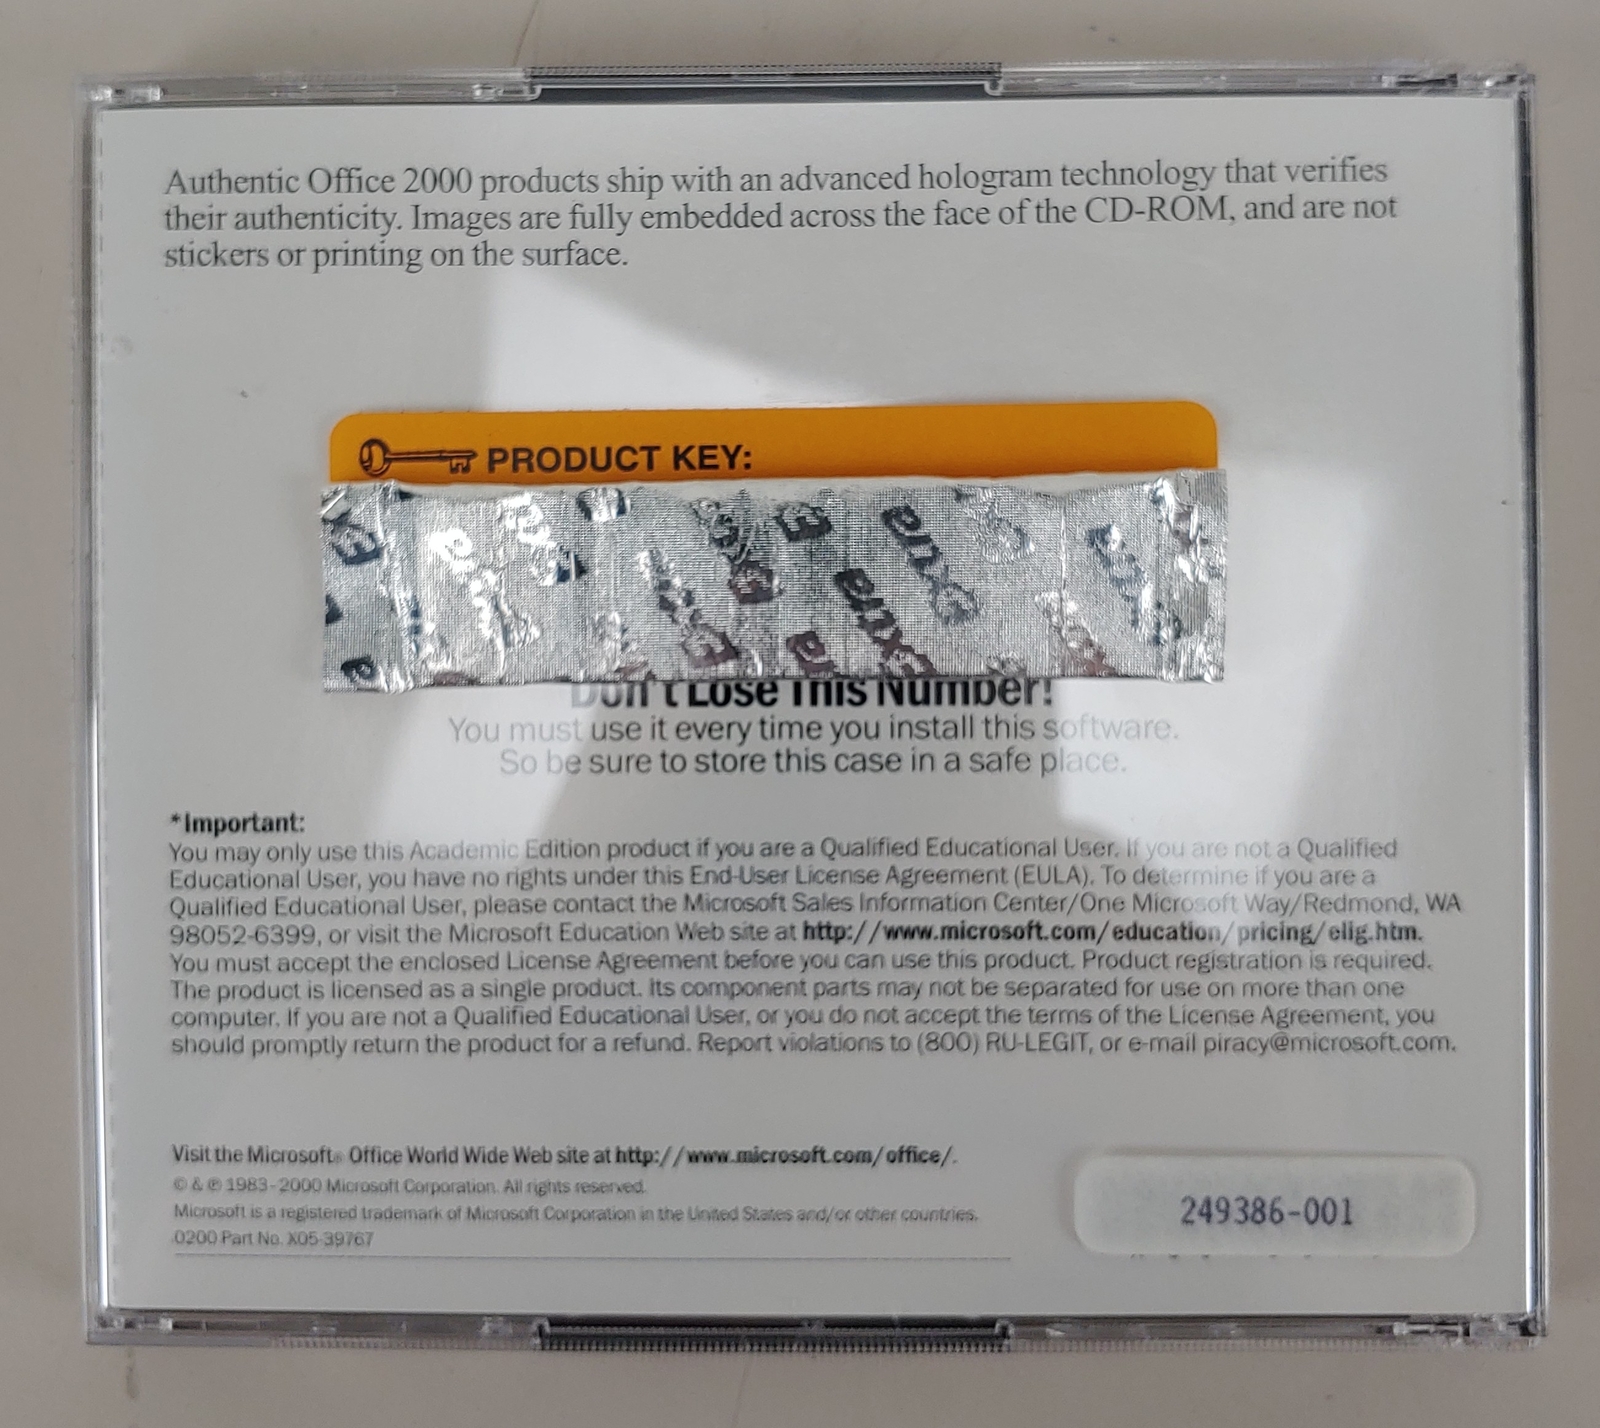 Authentic Office 2000 products ship with an advanced hologram technology that verifies
their authenticity. Images are fully embedded across the face of the CD-ROM, and are not
stickers or printing on the surface.
PRODUCT KEY:
Extra Extra
Extra
Don't Lose This Number!
You must use it every time you install this software.
So be sure to store this case in a safe place.
*Important:
You may only use this Academic Edition product if you are a Qualified Educational User. If you are not a Qualified
Educational User, you have no rights under this End-User License Agreement (EULA). To determine if you are a
Qualified Educational User, please contact the Microsoft Sales Information Center/One Microsoft Way/Redmond, WA
98052-6399, or visit the Microsoft Education Web site at http://www.microsoft.com/education/pricing/elig.htm.
You must accept the enclosed License Agreement before you can use this product. Product registration is required.
The product is licensed as a single product. Its component parts may not be separated for use on more than one
computer. If you are not a Qualified Educational User, or you do not accept the terms of the License Agreement, you
should promptly return the product for a refund. Report violations to (800) RU-LEGIT, or e-mail piracy@microsoft.com.
Visit the Microsoft® Office World Wide Web site at http://www.microsoft.com/office/.
© & ℗ 1983-2000 Microsoft Corporation. All rights reserved.
Microsoft is a registered trademark of Microsoft Corporation in the United States and/or other countries.
0200 Part No. X05-39767
249386-001